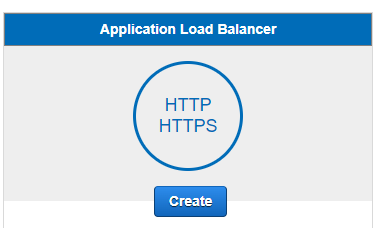 Application Load Balancer
HTTP
HTTPS
Create